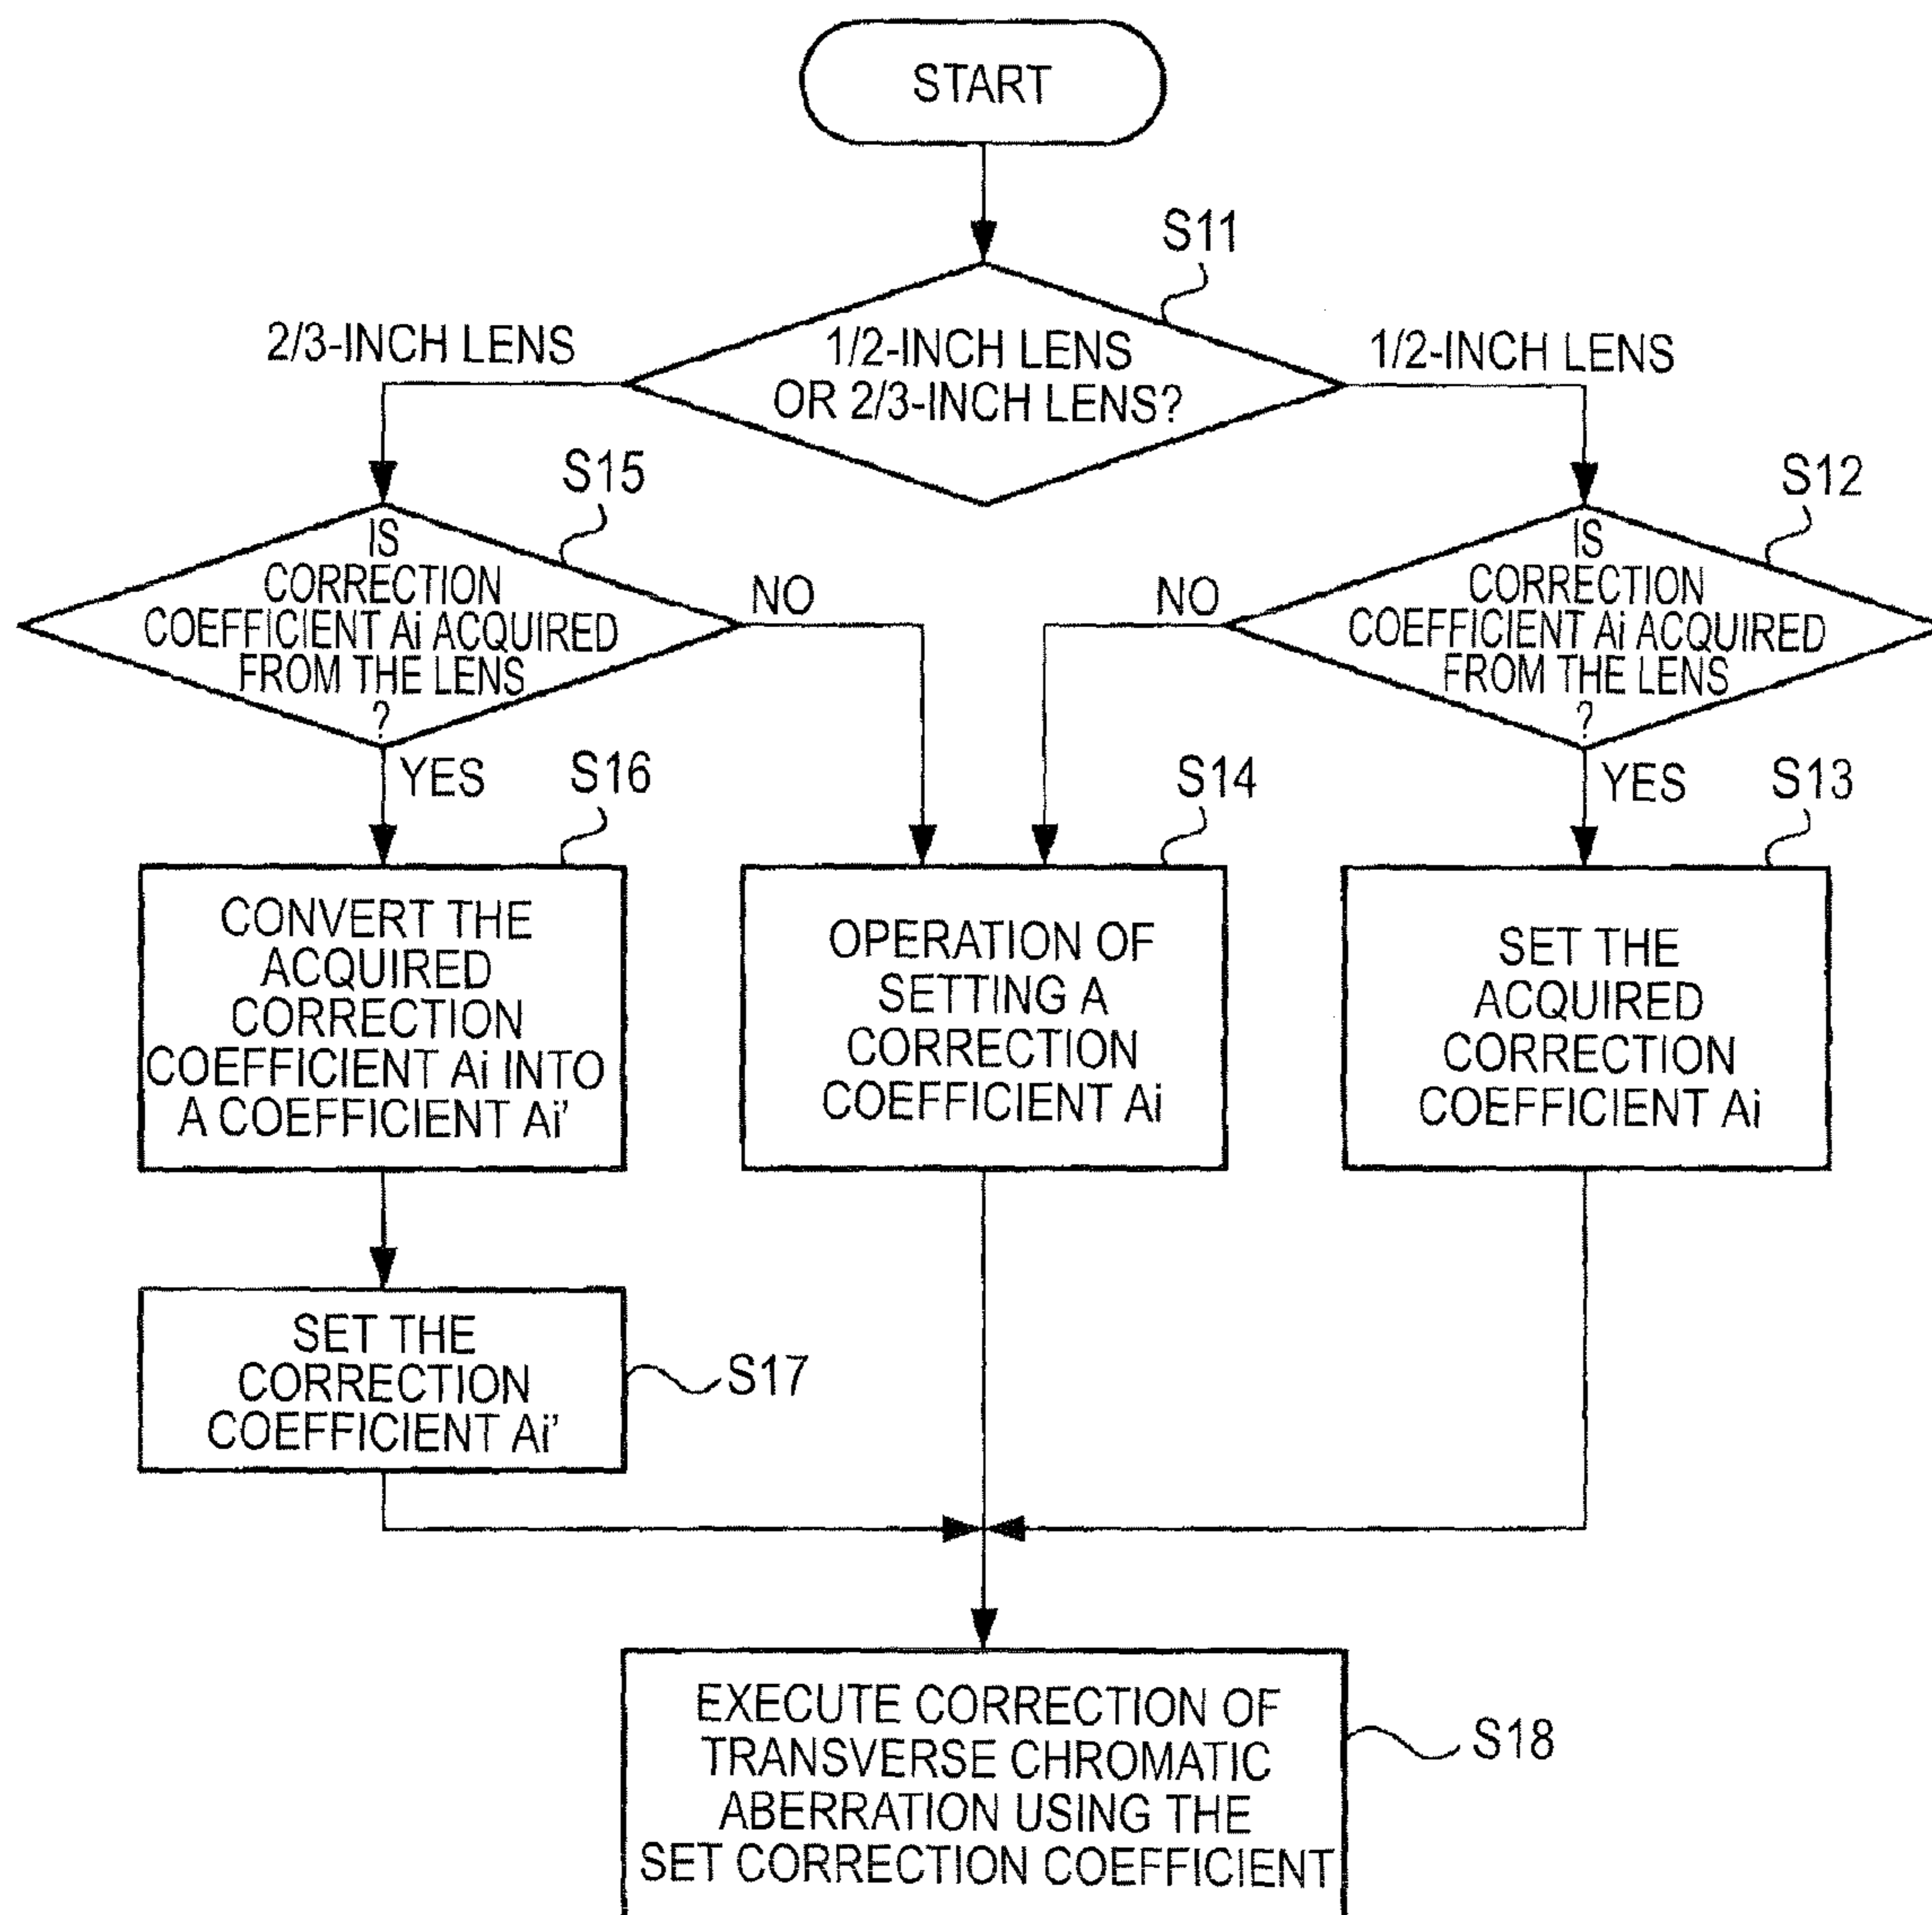 START
S11
2/3-INCH LENS
1/2-INCH LENS
OR 2/3-INCH LENS?
1/2-INCH LENS
S15
IS
CORRECTION
COEFFICIENT Ai ACQUIRED
FROM THE LENS
?
NO
S12
IS
CORRECTION
COEFFICIENT Ai ACQUIRED
FROM THE LENS
?
NO
YES
S16
CONVERT THE
ACQUIRED
CORRECTION
COEFFICIENT Ai INTO
A COEFFICIENT Ai'
S14
OPERATION OF
SETTING A
CORRECTION
COEFFICIENT Ai
YES
S13
SET THE
ACQUIRED
CORRECTION
COEFFICIENT Ai
SET THE
CORRECTION
COEFFICIENT Ai'
S17
EXECUTE CORRECTION OF
TRANSVERSE CHROMATIC
ABERRATION USING THE
SET CORRECTION COEFFICIENT
S18